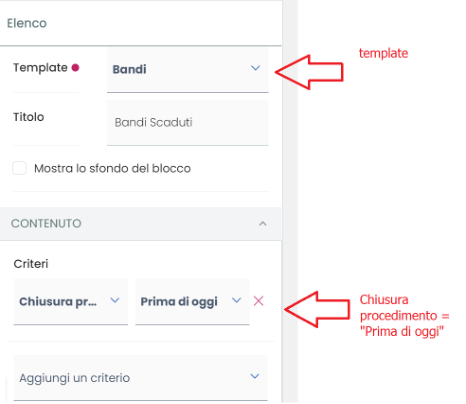 Elenco
Template
Bandi
template
Titolo
Bandi Scaduti
Mostra lo sfondo del blocco
CONTENUTO
Criteri
Chiusura pr...
Prima di oggi
Chiusura
procedimento =
"Prima di oggi"
Aggiungi un criterio